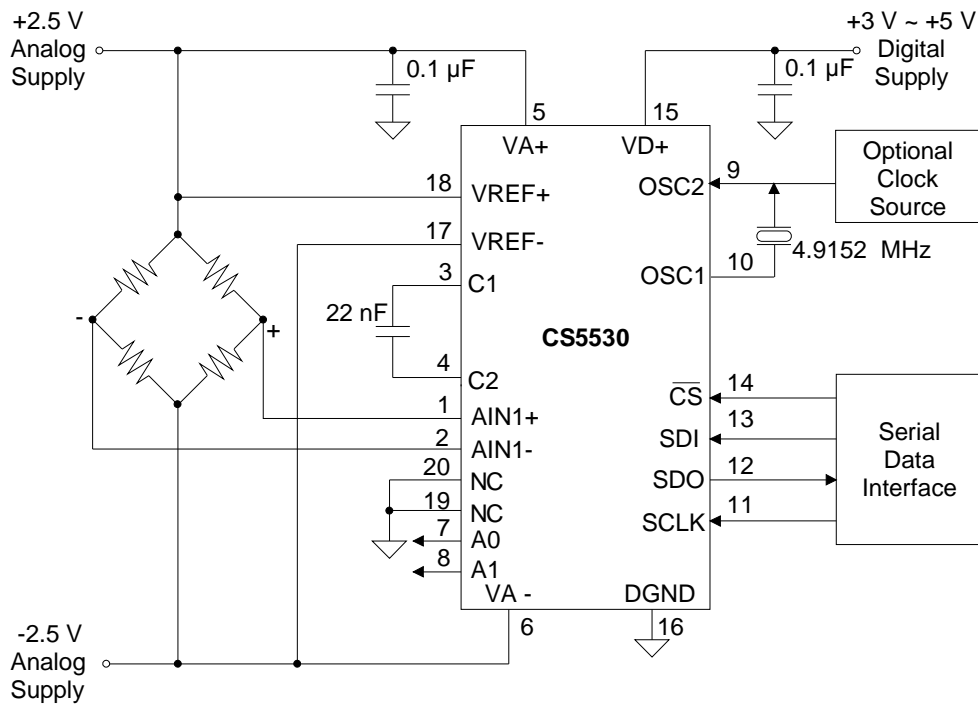 +2.5 V
Analog
Supply
+3 V ~ +5 V
Digital
Supply
0.1 µF
0.1 µF
5
15
VA+
VD+
Optional
Clock
Source
18
VREF+
9
OSC2
17
VREF-
4.9152 MHz
10
OSC1
3
C1
22 nF
CS5530
4
C2
-
+
1
AIN1+
2
AIN1-
20
NC
19
NC
7
A0
8
A1
14
CS
13
SDI
12
SDO
11
SCLK
Serial
Data
Interface
VA -
DGND
6
16
-2.5 V
Analog
Supply